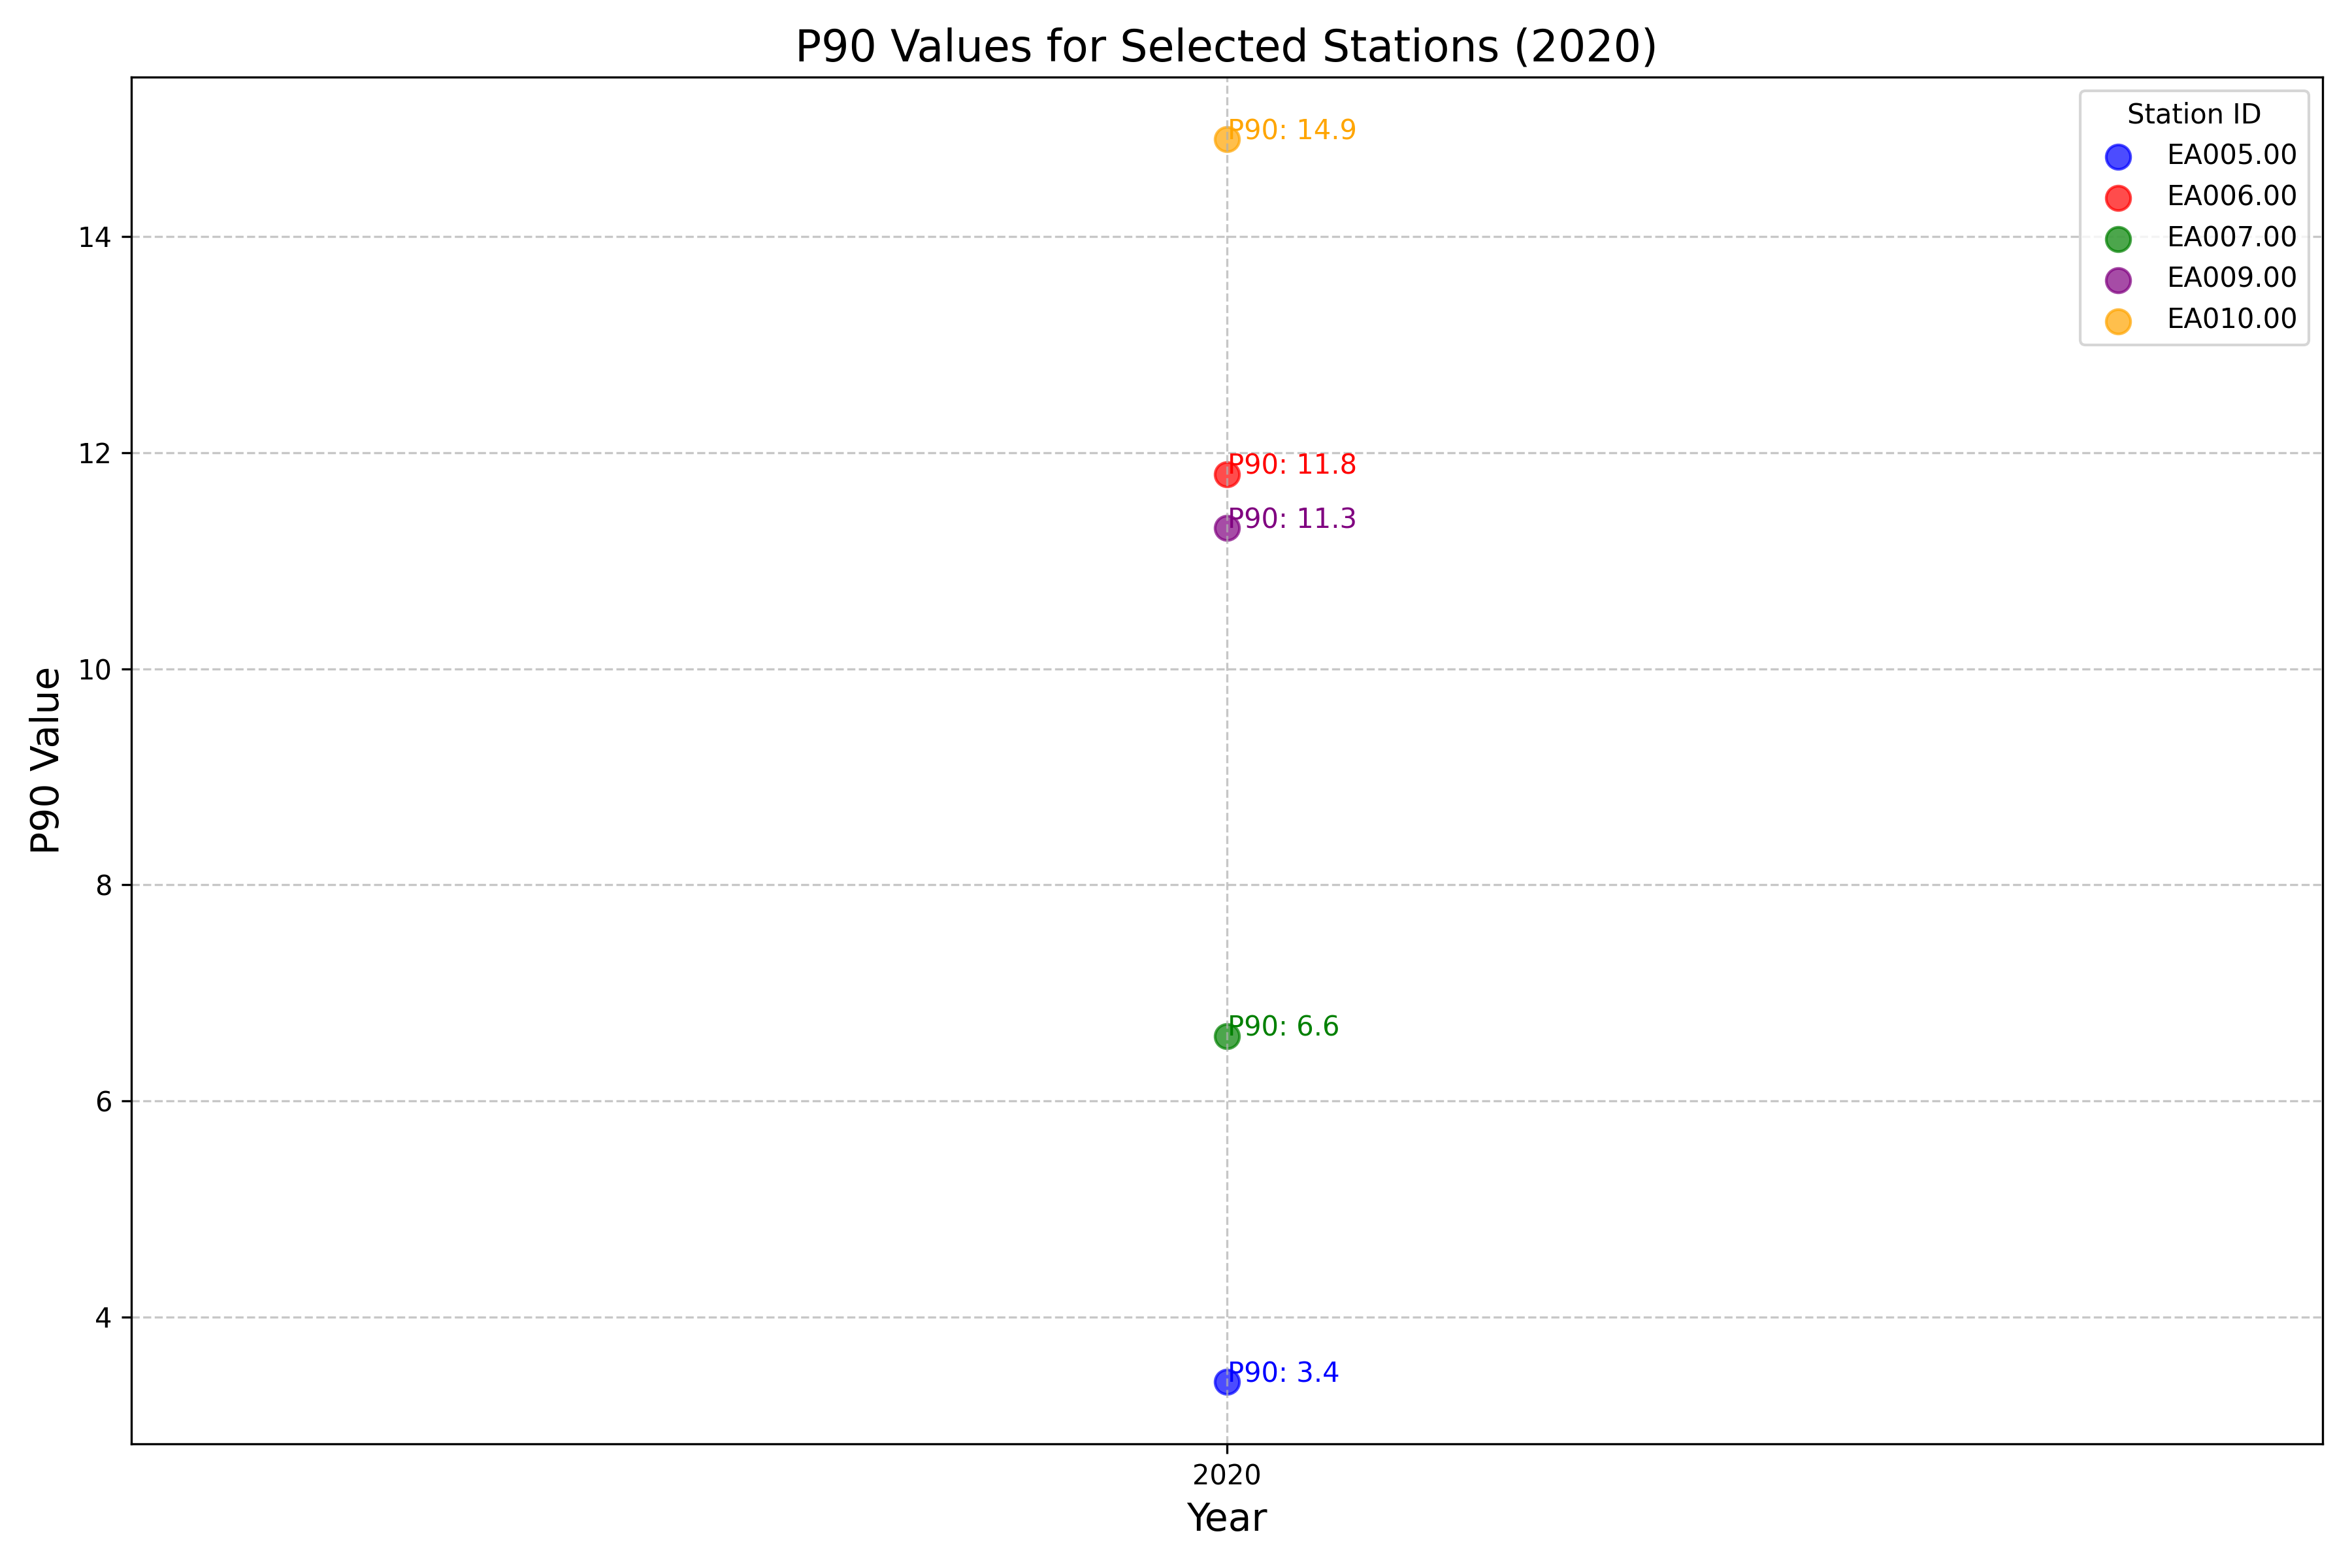 P90 Values for Selected Stations (2020)
Station ID
EA005.00
EA006.00
EA007.00
EA009.00
EA010.00
P90: 14.9
14
12
P90: 11.8
P90: 11.3
10
P90 Value
8
P90: 6.6
6
4
P90: 3.4
2020
Year